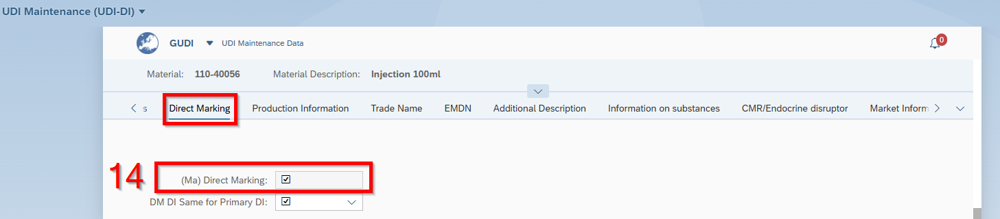 UDI Maintenance (UDI-DI)
GUDI UDI Maintenance Data 0
Material: 110-40056 Material Description: Injection 100ml
s Direct Marking Production Information Trade Name EMDN Additional Description Information on substances CMR/Endocrine disruptor Market Inform
14 (Ma) Direct Marking:
DM DI Same for Primary DI: